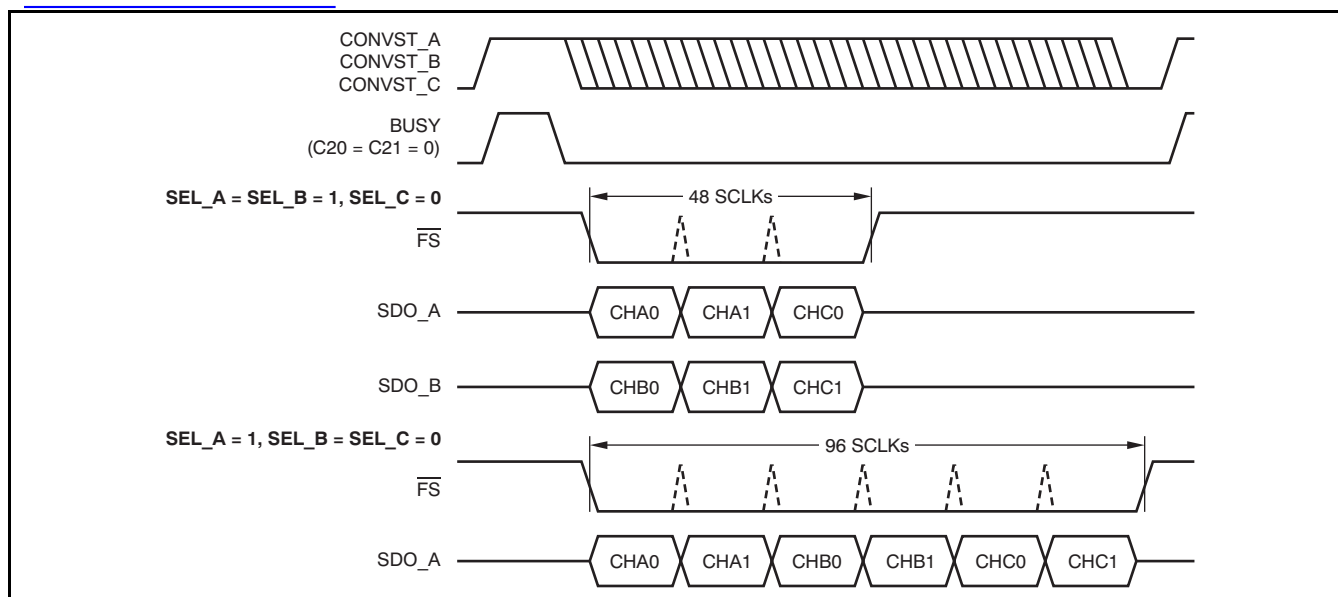 CONVST_A
CONVST_B
CONVST_C
BUSY
(C20 = C21 = 0)
SEL_A = SEL_B = 1, SEL_C = 0
48 SCLKs
FS
SDO_A
CHA0 CHA1 CHC0
SDO_B
CHB0 CHB1 CHC1
SEL_A = 1, SEL_B = SEL_C = 0
96 SCLKs
FS
SDO_A
CHA0 CHA1 CHB0 CHB1 CHC0 CHC1